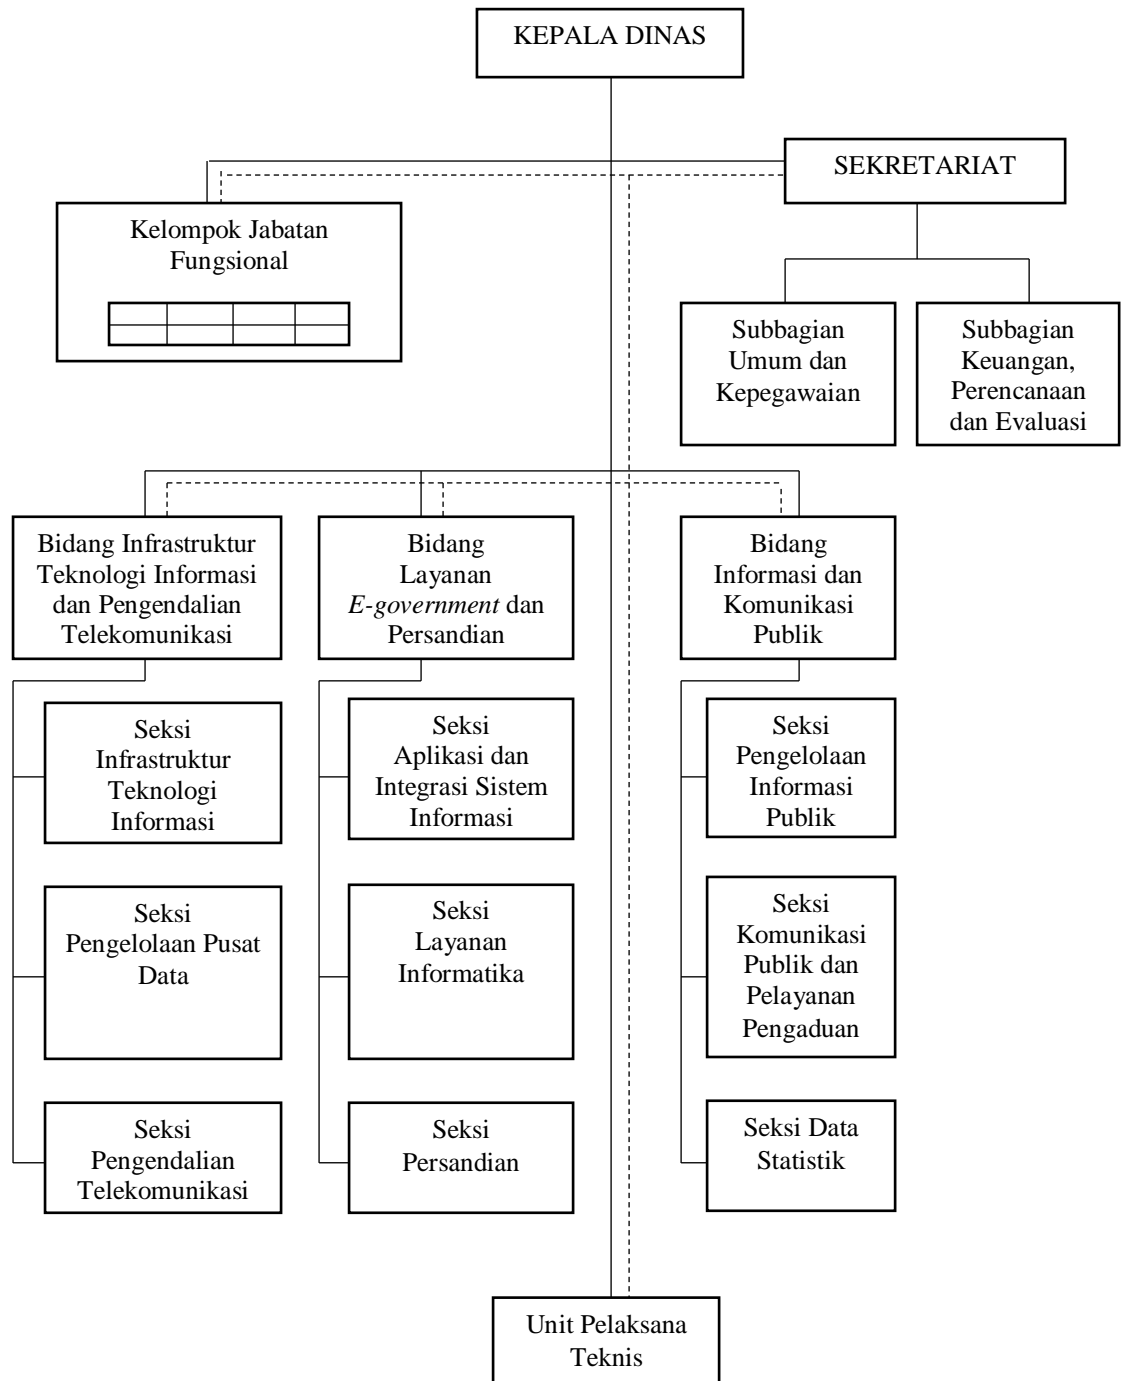 KEPALA DINAS
SEKRETARIAT
Kelompok Jabatan
Fungsional
Subbagian
Umum dan
Kepegawaian
Subbagian
Keuangan,
Perencanaan
dan Evaluasi
Bidang Infrastruktur
Teknologi Informasi
dan Pengendalian
Telekomunikasi
Bidang
Layanan
E-government dan
Persandian
Bidang
Informasi dan
Komunikasi
Publik
Seksi
Infrastruktur
Teknologi
Informasi
Seksi
Aplikasi dan
Integrasi Sistem
Informasi
Seksi
Pengelolaan
Informasi
Publik
Seksi
Pengelolaan Pusat
Data
Seksi
Layanan
Informatika
Seksi
Komunikasi
Publik dan
Pelayanan
Pengaduan
Seksi
Pengendalian
Telekomunikasi
Seksi
Persandian
Seksi Data
Statistik
Unit Pelaksana
Teknis